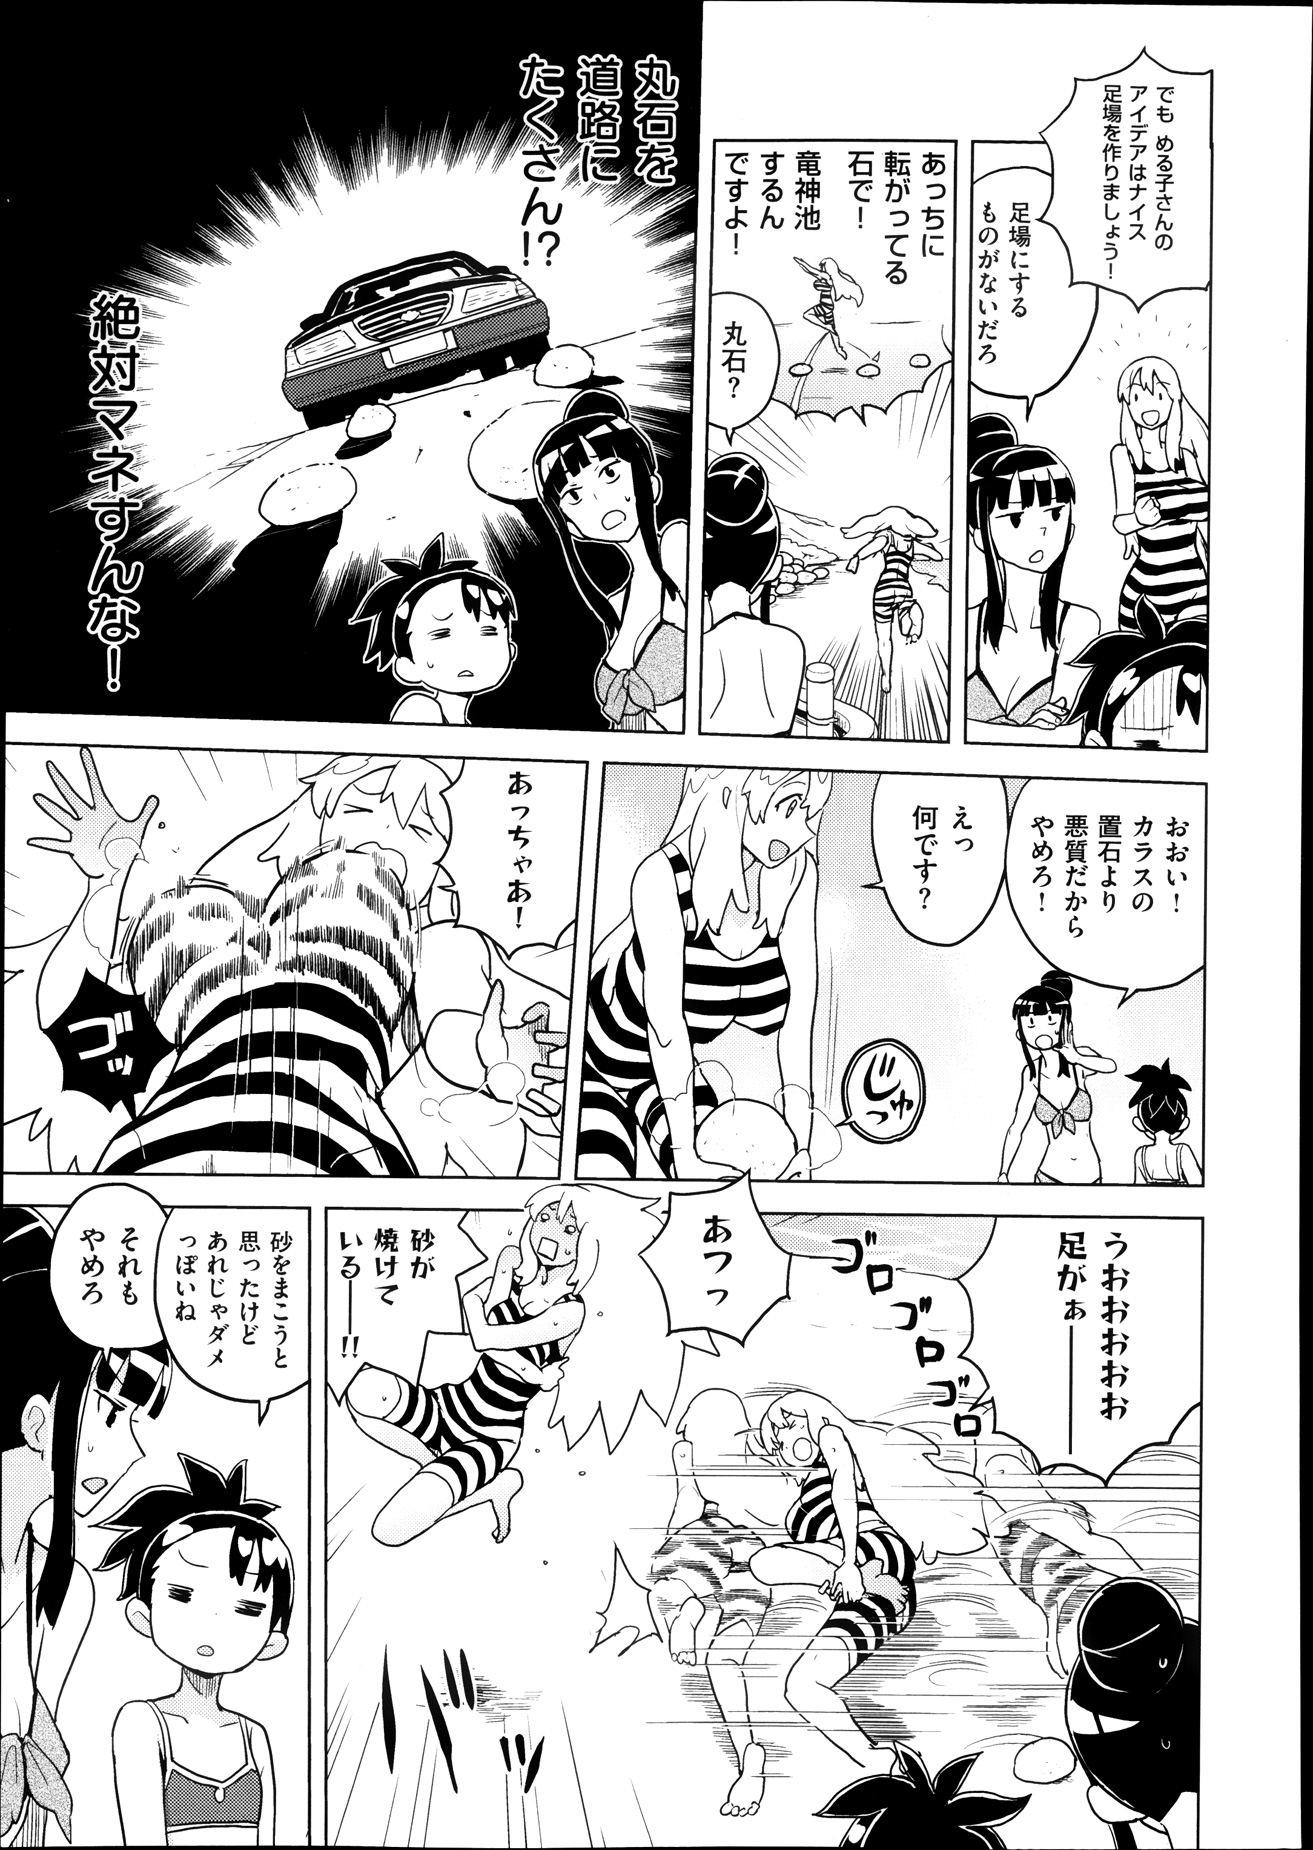 でも める子さんの
アイデアはナイス
足場を作りましょう!
足場にする
ものがないだろ
あっちに
転がってる
石で!
竜神池
するん
ですよ!
丸石?
丸石を
道路に
たくさん!?
絶対マネすんな!
おおい!
カラスの
置石より
悪質だから
やめろ!
えっ
何です?
じゅっ
あっちゃあ!
ゴッ
うおおおおお
足がぁ――
ゴロゴロゴロ
あつっ
砂が
焼けて
いる――!!
砂をまこうと
思ったけど
あれじゃダメ
っぽいね
それも
やめろ